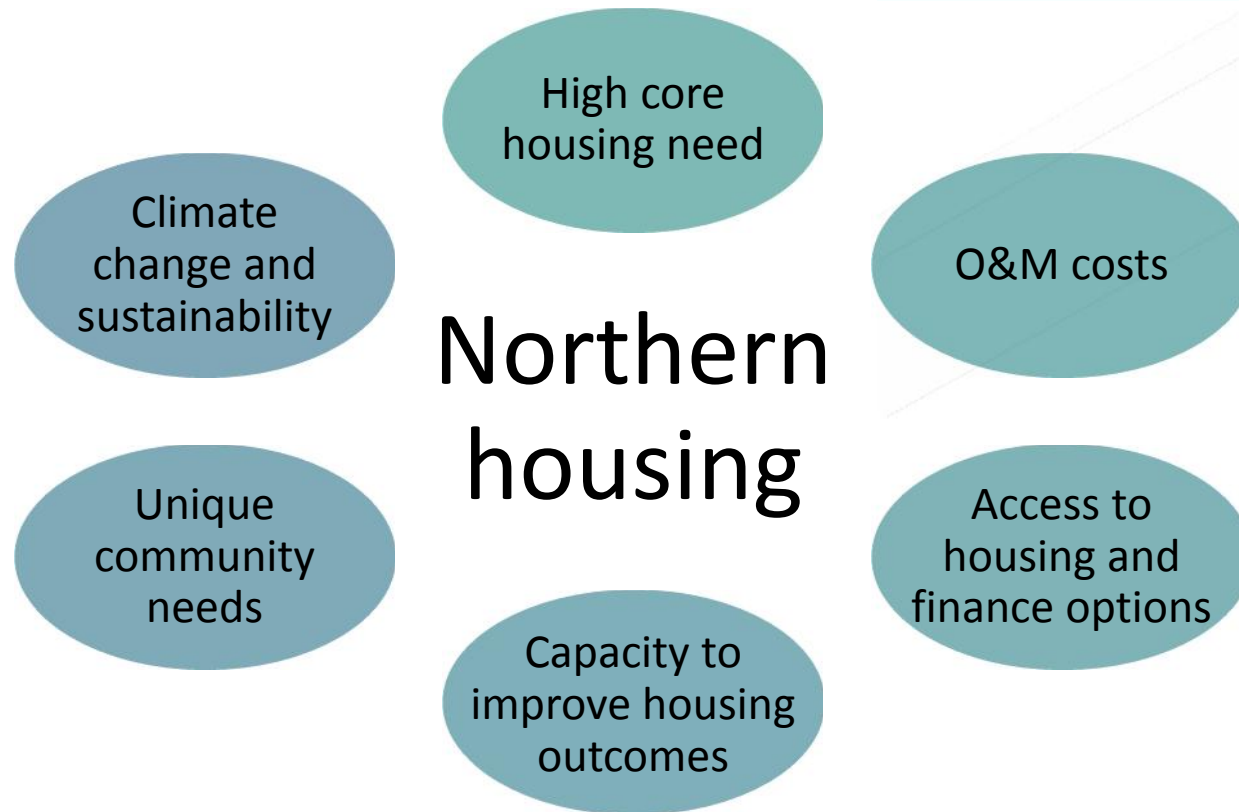 High core
housing need
O&M costs
Access to
housing and
finance options
Capacity to
improve housing
outcomes
Unique
community
needs
Climate
change and
sustainability
Northern
housing